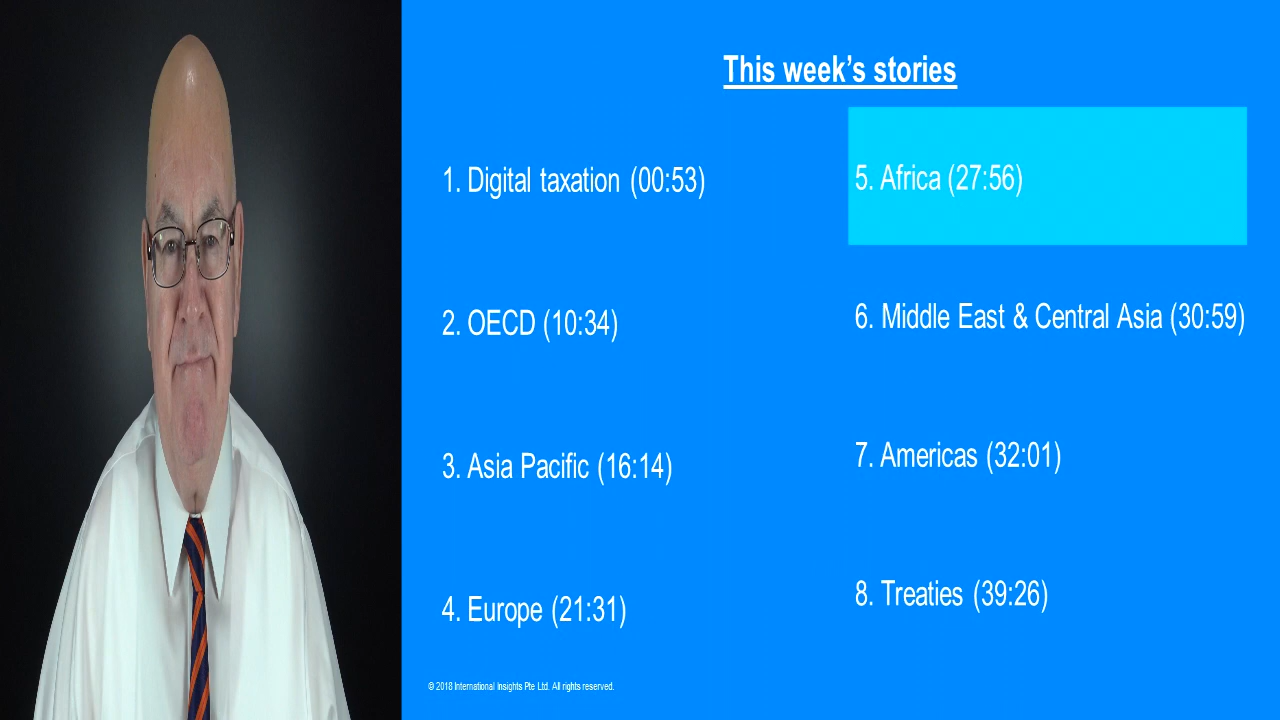 This week's stories
1. Digital taxation (00:53)
2. OECD (10:34)
3. Asia Pacific (16:14)
4. Europe (21:31)
5. Africa (27:56)
6. Middle East & Central Asia (30:59)
7. Americas (32:01)
8. Treaties (39:26)
© 2018 International Insights Pte Ltd. All rights reserved.